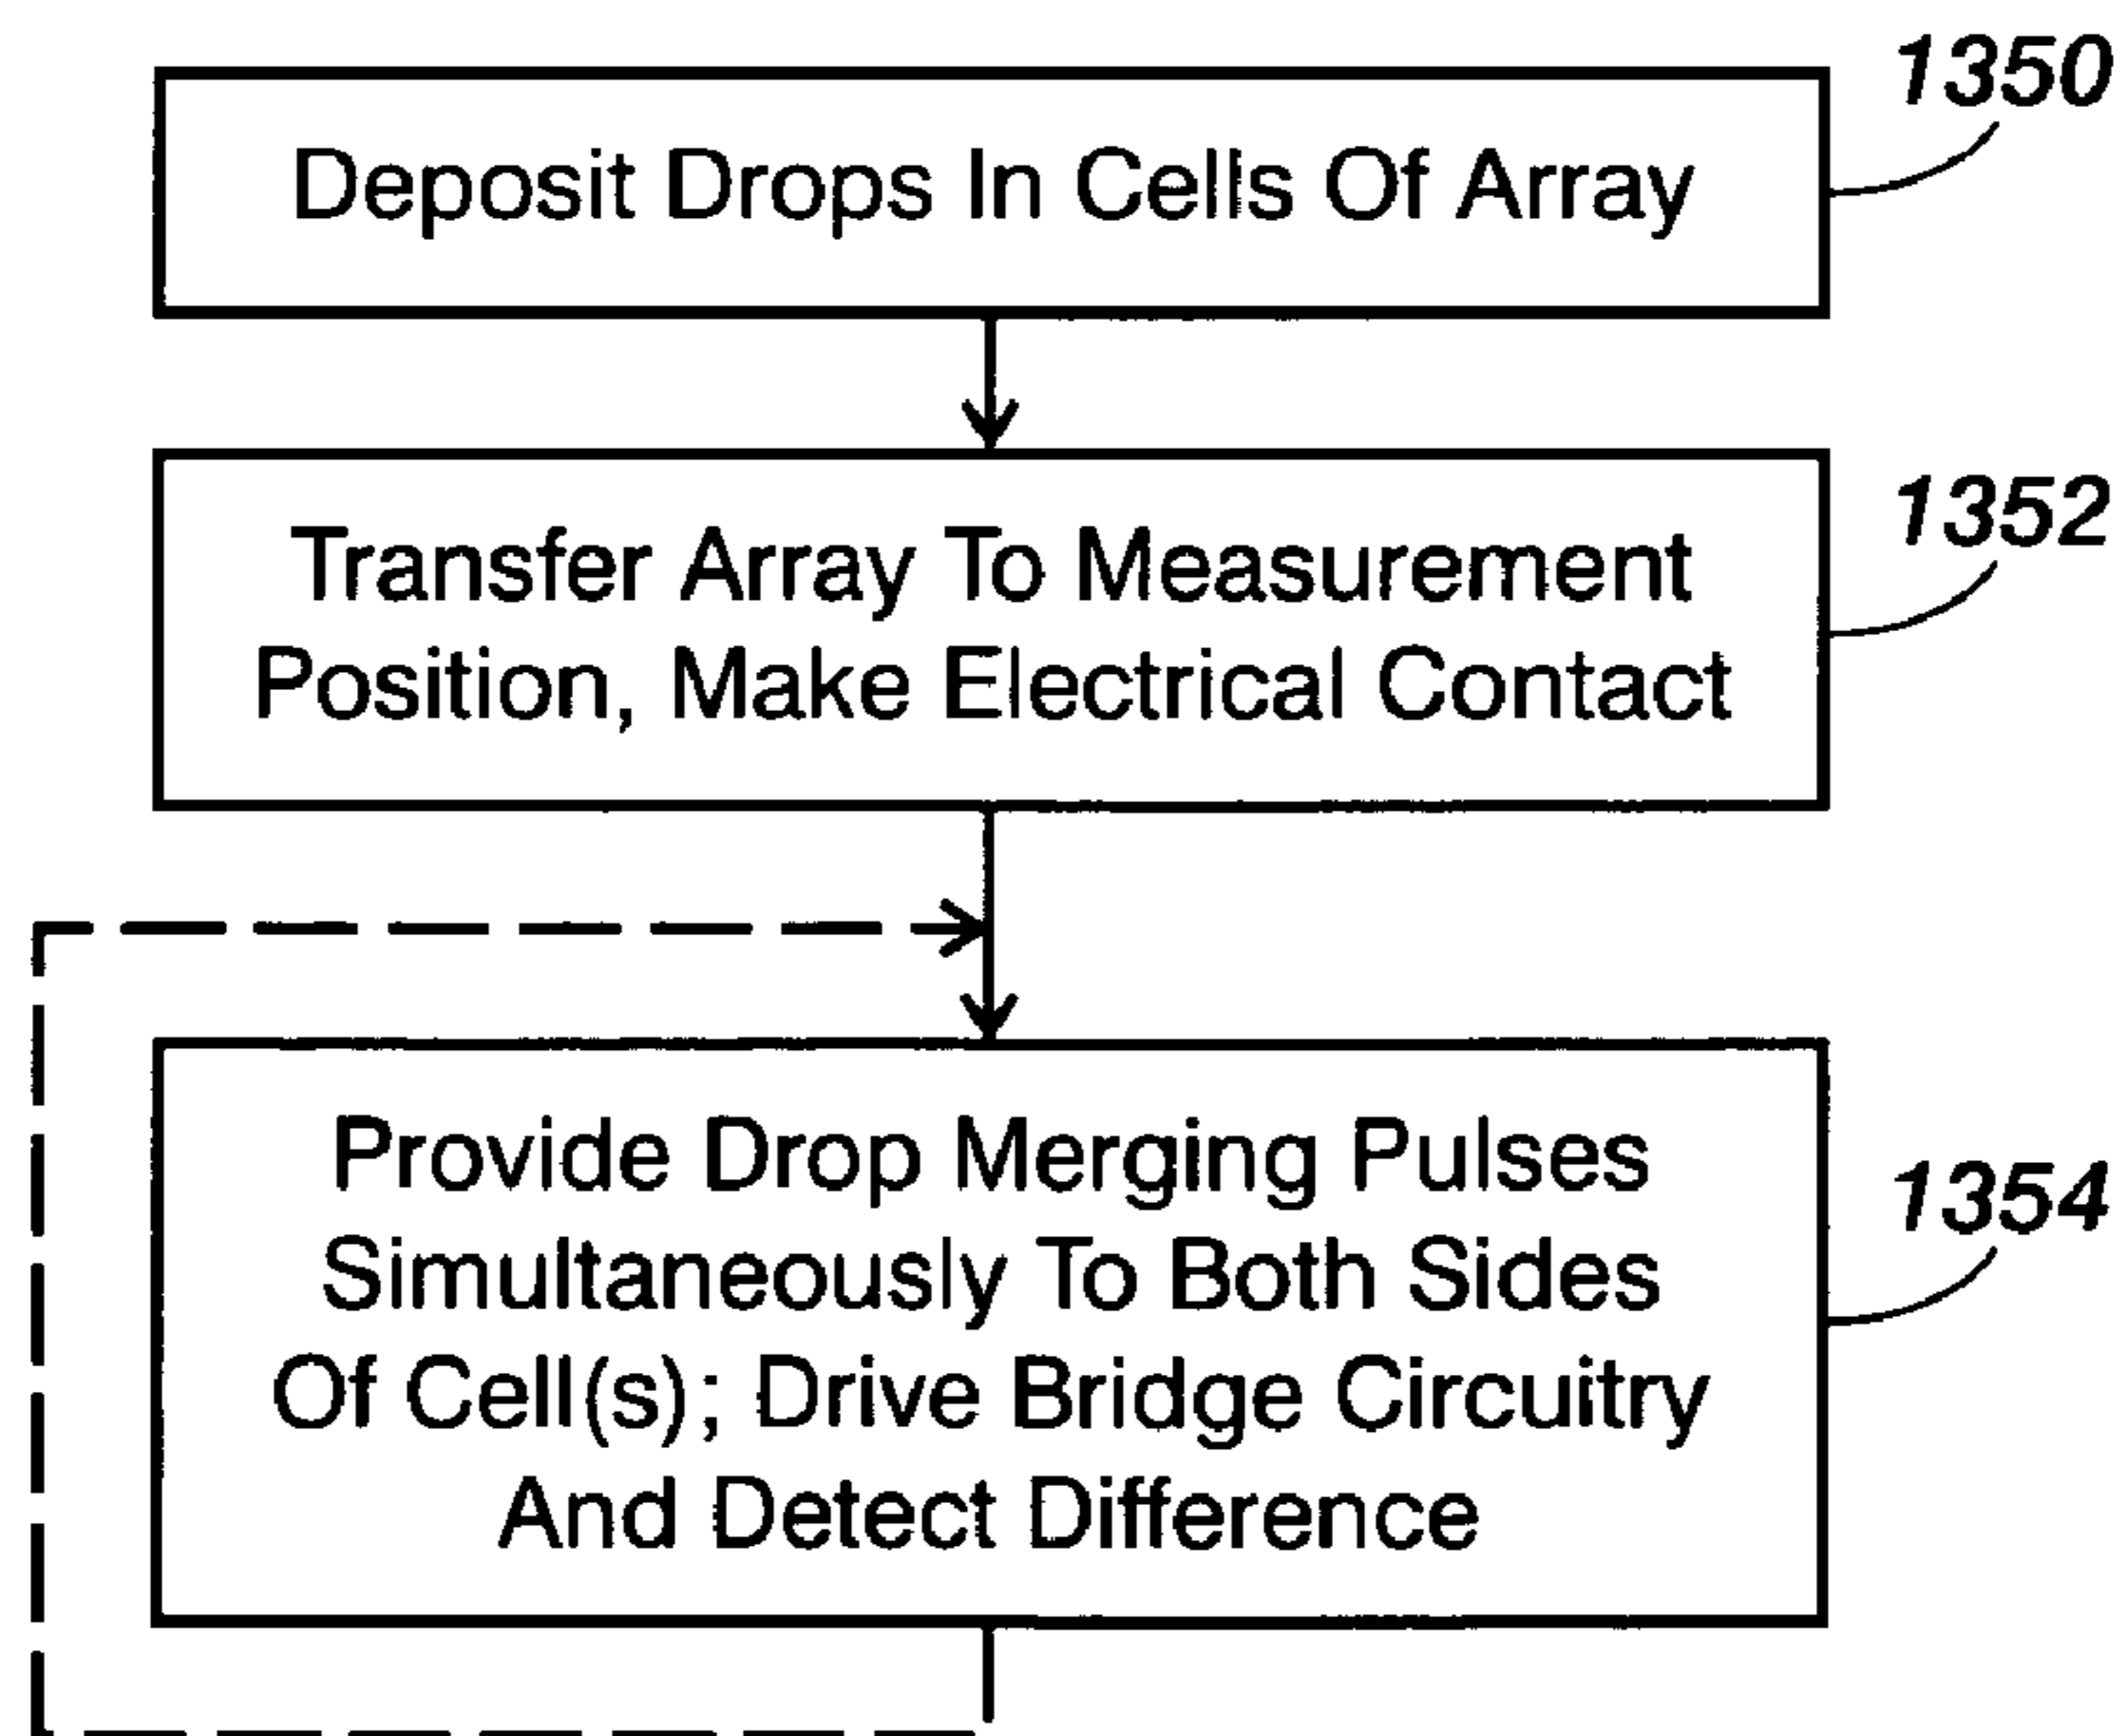 1350
Deposit Drops In Cells Of Array
1352
Transfer Array To Measurement
Position, Make Electrical Contact
1354
Provide Drop Merging Pulses
Simultaneously To Both Sides
Of Cell(s); Drive Bridge Circuitry
And Detect Difference